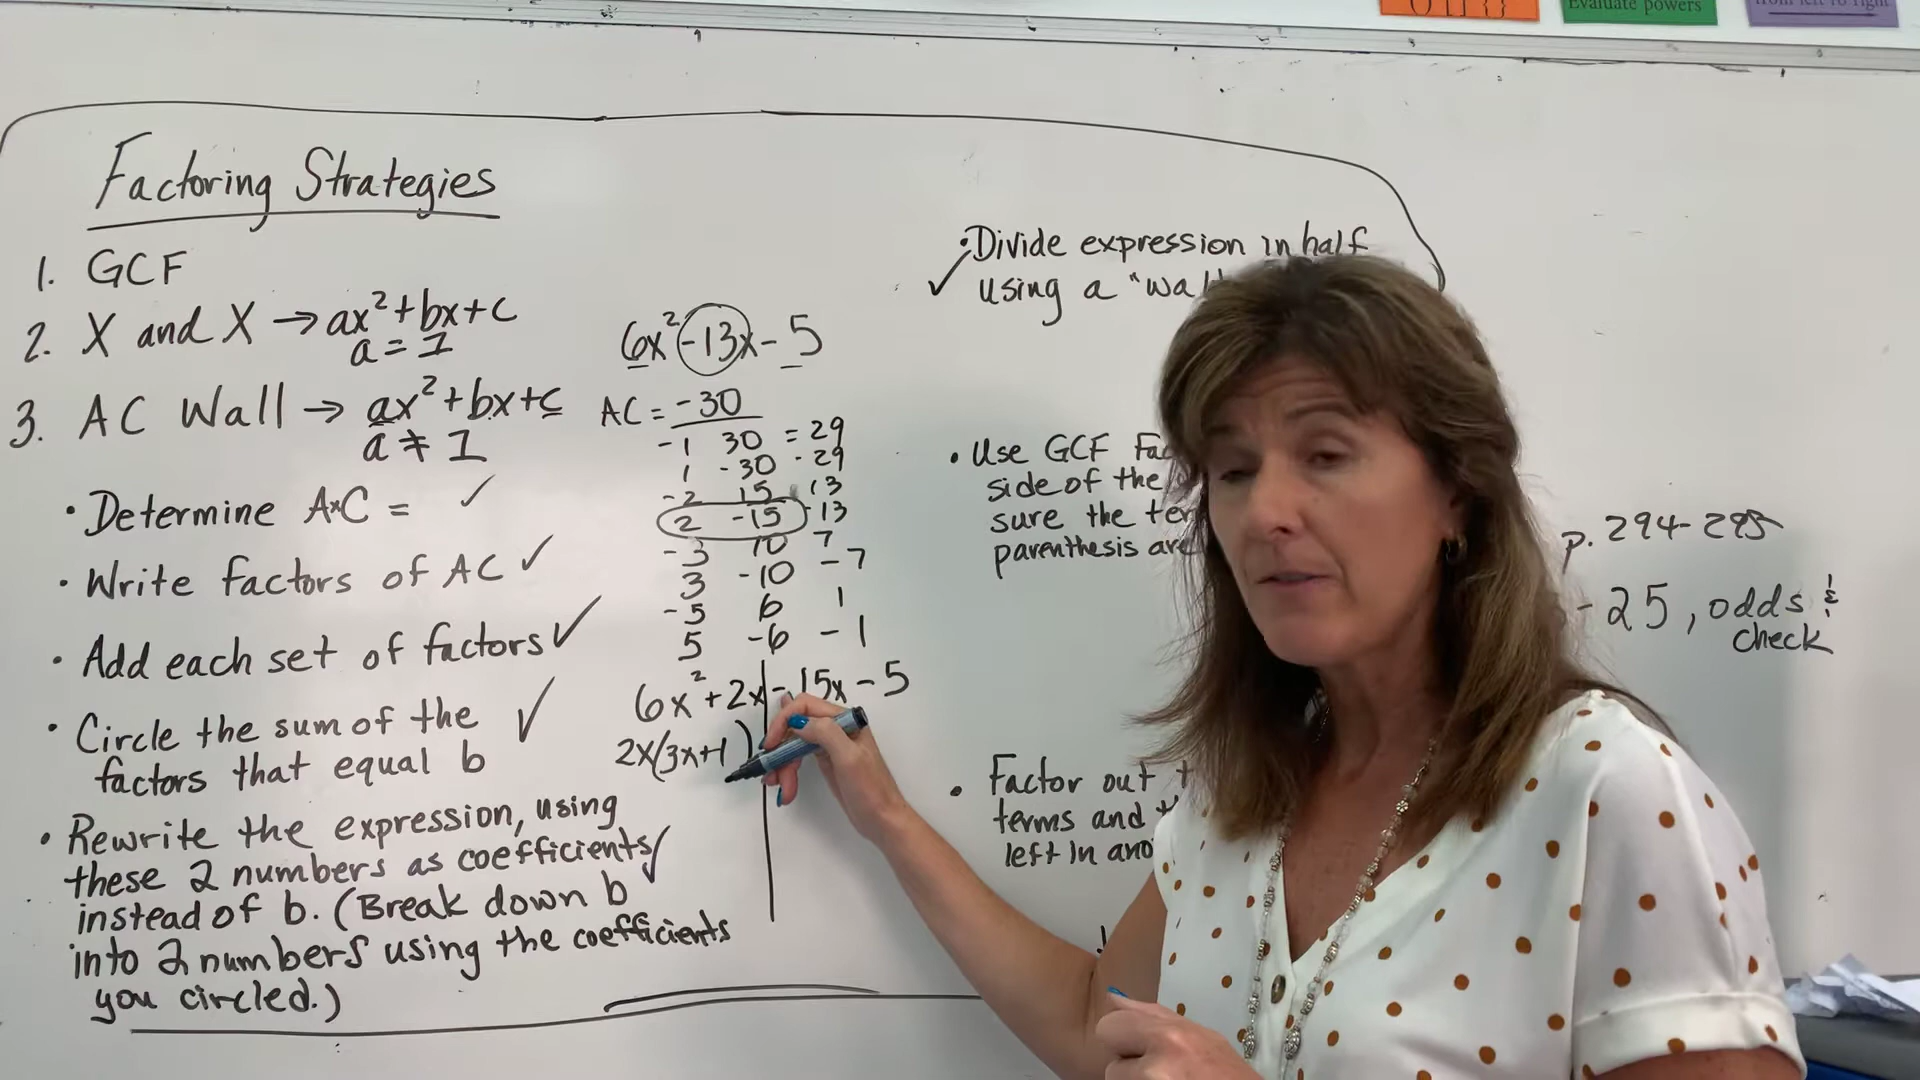 Evaluate powers
from left to right
Factoring Strategies
1. GCF
2. X and X → ax²+bx+c
a = 1
3. AC Wall → ax²+bx+c
a ≠ 1
• Determine A*C = ✓
• Write factors of AC ✓
• Add each set of factors ✓
• Circle the sum of the ✓
factors that equal b
• Rewrite the expression, using
these 2 numbers as coefficients ✓
instead of b. (Break down b
into 2 numbers using the coefficients
you circled.)
6x² -13x - 5
AC = -30
-1 30 = 29
1 -30 -29
-2 15 13
2 -15 -13
-3 10 7
3 -10 -7
-5 6 1
5 -6 -1
6x² + 2x - 15x - 5
2x(3x+1)
• Divide expression in half
✓ using a "wall
• Use GCF
side of the
sure the
parenthesis are
• Factor out
terms and
left in
p. 294-295
-25, odds &
check